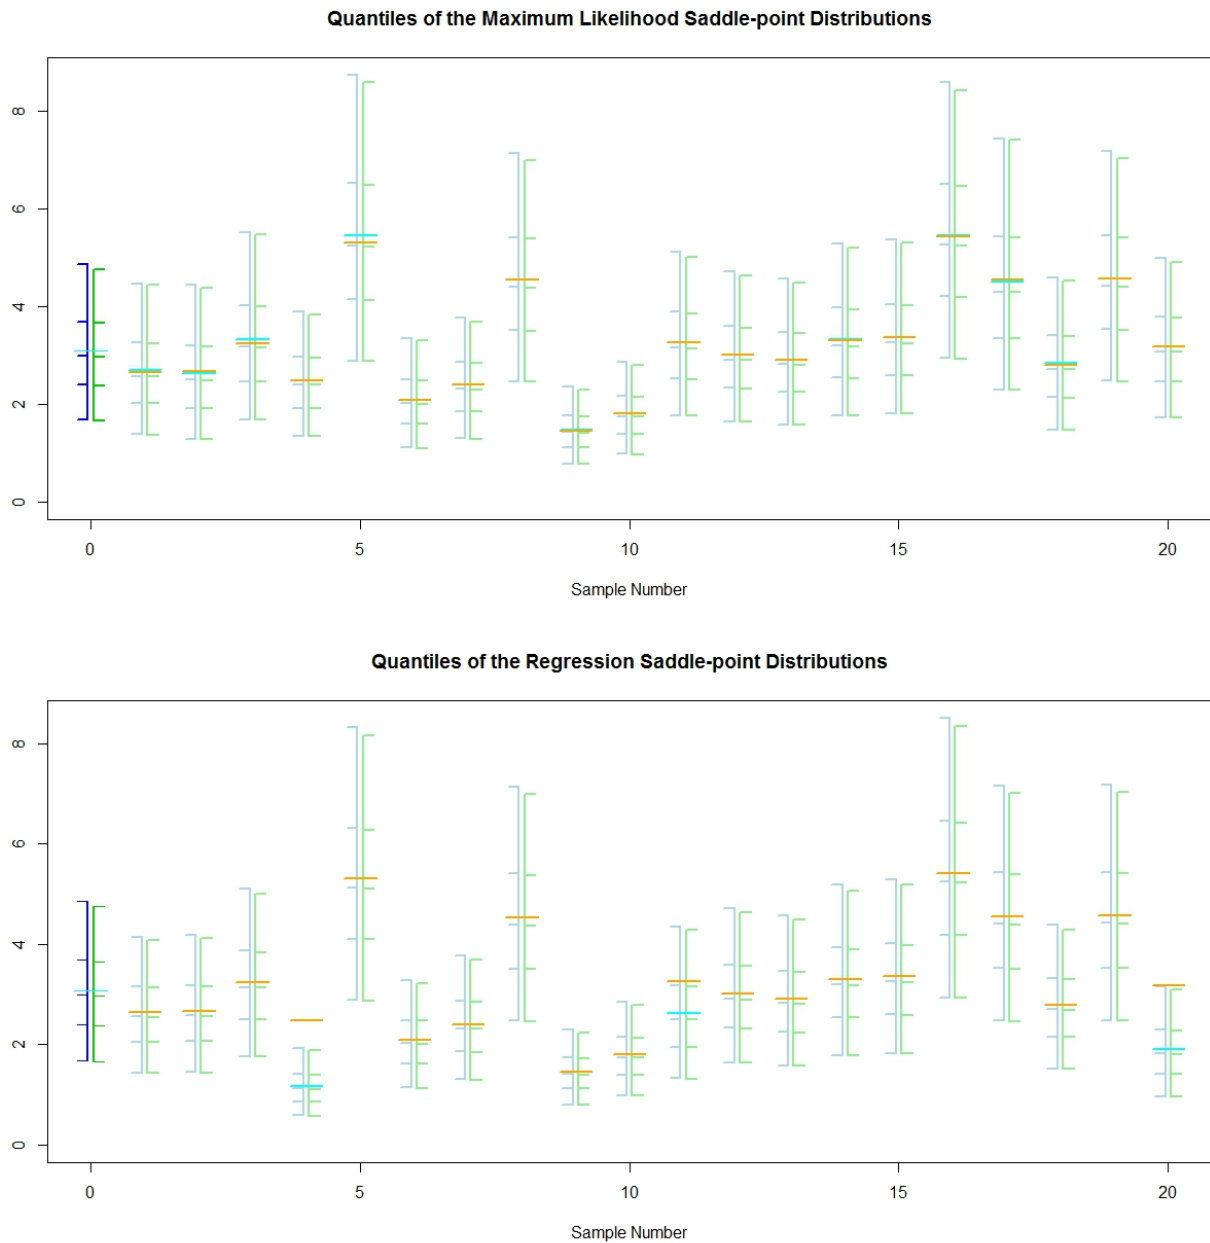 Quantiles of the Maximum Likelihood Saddle-point Distributions
8
6
4
2
0
0 5 10 15 20
Sample Number
Quantiles of the Regression Saddle-point Distributions
8
6
4
2
0
0 5 10 15 20
Sample Number